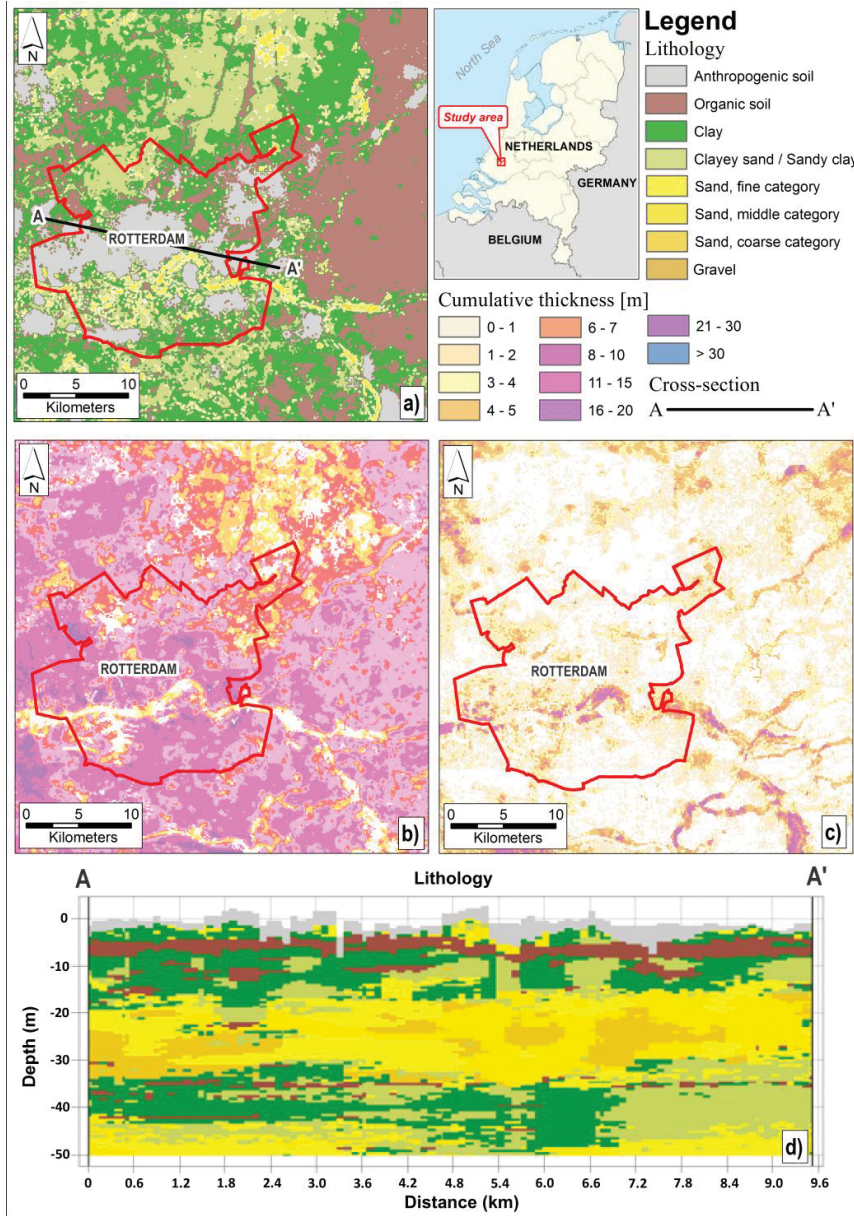 N
A
ROTTERDAM
A'
0 5 10
Kilometers
a)
North Sea
Study area
NETHERLANDS
GERMANY
BELGIUM
Legend
Lithology
Anthropogenic soil
Organic soil
Clay
Clayey sand / Sandy clay
Sand, fine category
Sand, middle category
Sand, coarse category
Gravel
Cumulative thickness [m]
0 - 1
1 - 2
3 - 4
4 - 5
6 - 7
8 - 10
11 - 15
16 - 20
21 - 30
> 30
Cross-section
A A'
N
ROTTERDAM
0 5 10
Kilometers
b)
N
ROTTERDAM
0 5 10
Kilometers
c)
A Lithology A'
Depth (m)
0
-10
-20
-30
-40
-50
d)
0 0.6 1.2 1.8 2.4 3.0 3.6 4.2 4.8 5.4 6.0 6.6 7.2 7.8 8.4 9.0 9.6
Distance (km)